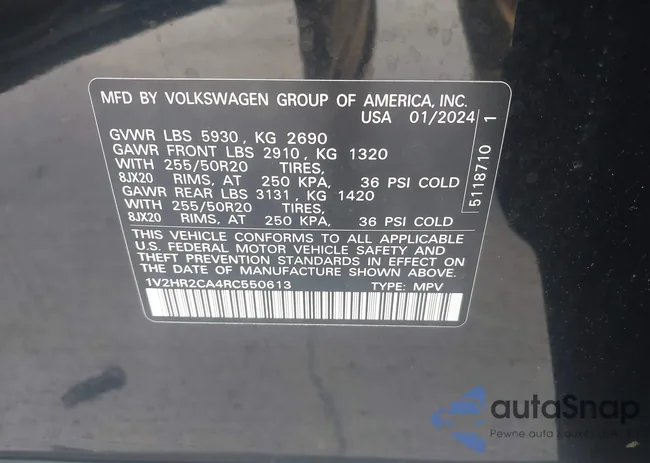 MFD BY VOLKSWAGEN GROUP OF AMERICA, INC.
USA 01/2024
GVWR LBS 5930, KG 2690
GAWR FRONT LBS 2910, KG 1320
WITH 255/50R20 TIRES,
8JX20 RIMS, AT 250 KPA, 36 PSI COLD
GAWR REAR LBS 3131, KG 1420
WITH 255/50R20 TIRES,
8JX20 RIMS, AT 250 KPA, 36 PSI COLD
THIS VEHICLE CONFORMS TO ALL APPLICABLE
U.S. FEDERAL MOTOR VEHICLE SAFETY AND
THEFT PREVENTION STANDARDS IN EFFECT ON
THE DATE OF MANUFACTURE SHOWN ABOVE.
1V2HR2CA4RC550613 TYPE: MPV
5118710 1
autoSnap
Pewne auto z